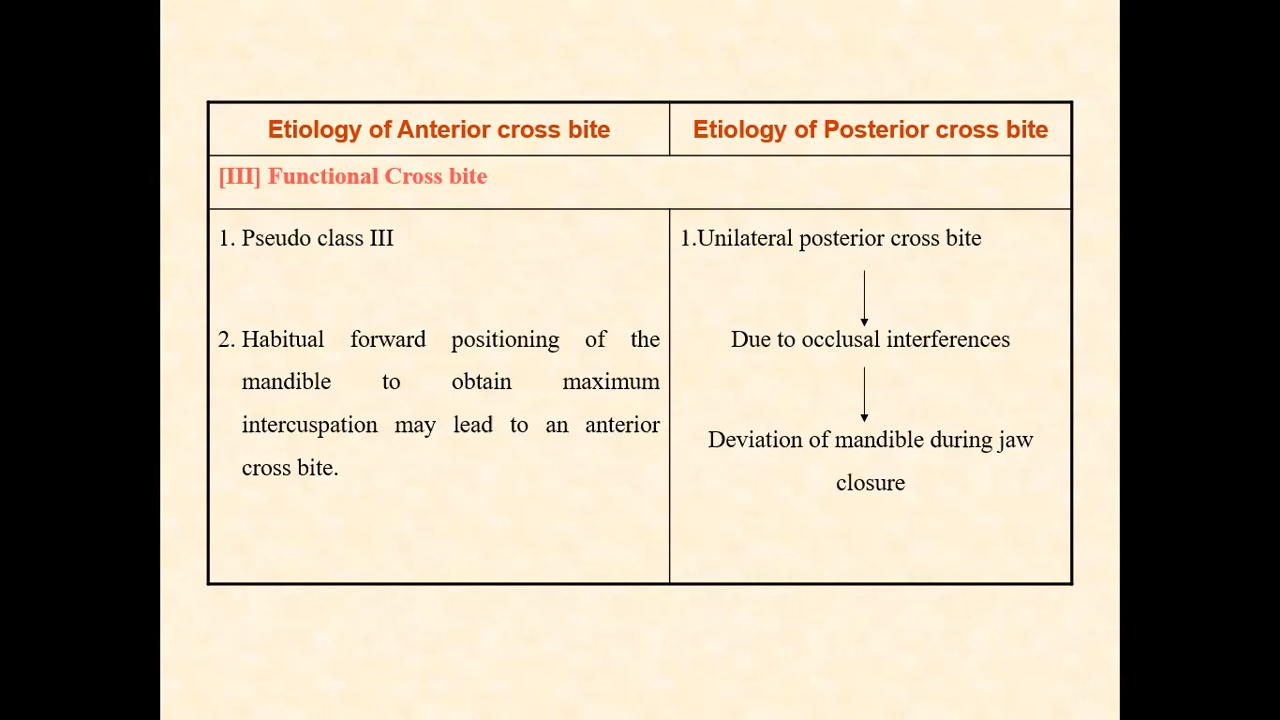 Etiology of Anterior cross bite
Etiology of Posterior cross bite
[III] Functional Cross bite
1. Pseudo class III
2. Habitual forward positioning of the
mandible to obtain maximum
intercuspation may lead to an anterior
cross bite.
1.Unilateral posterior cross bite
Due to occlusal interferences
Deviation of mandible during jaw
closure